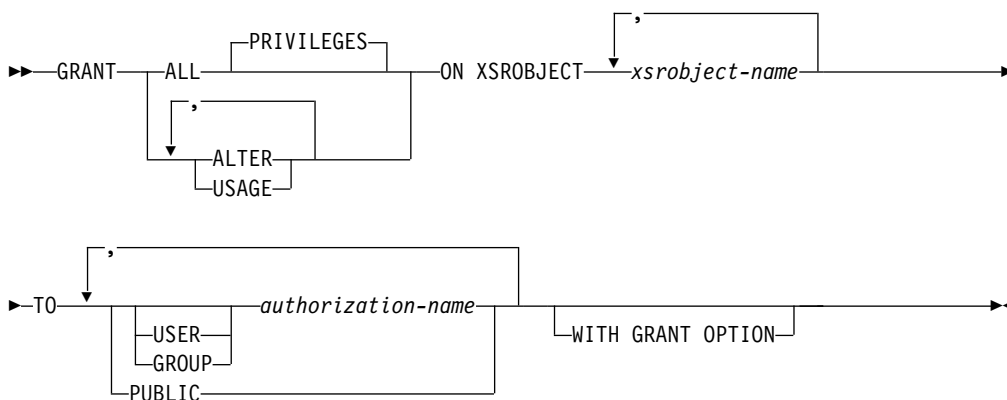 PRIVILEGES
,
GRANT ALL ON XSROBJECT xsrobject-name
,
ALTER
USAGE
,
TO authorization-name
USER WITH GRANT OPTION
GROUP
PUBLIC